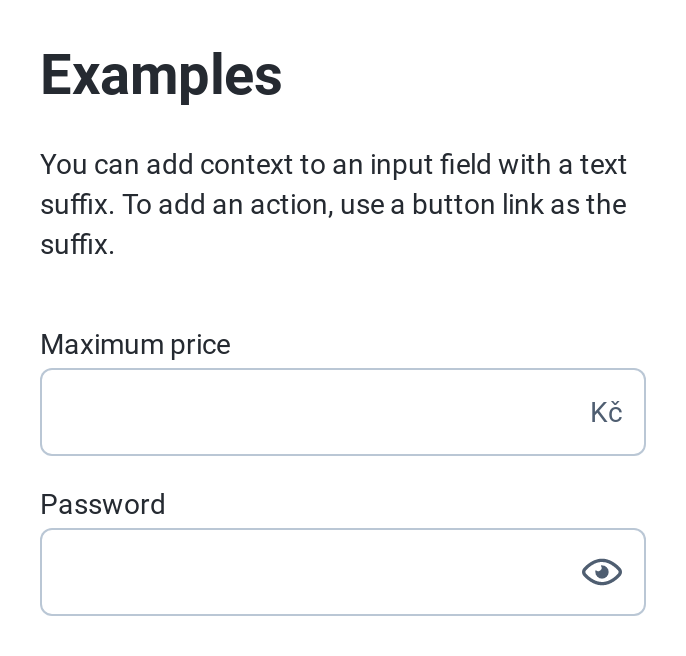 Examples
You can add context to an input field with a text
suffix. To add an action, use a button link as the
suffix.
Maximum price
Kč
Password